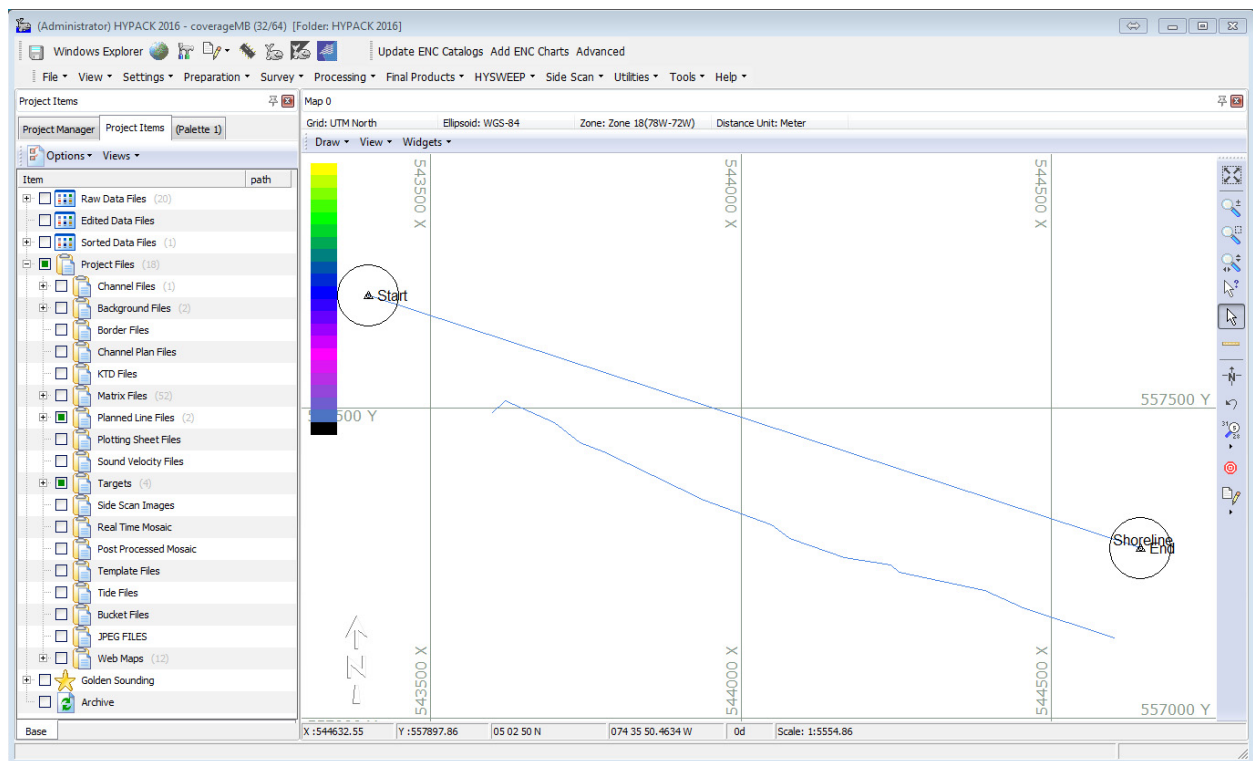 (Administrator) HYPACK 2016 - coverageMB (32/64) [Folder: HYPACK 2016]
Windows Explorer Update ENC Catalogs Add ENC Charts Advanced
File View Settings Preparation Survey Processing Final Products HYSWEEP Side Scan Utilities Tools Help
Project Items
Project Manager Project Items (Palette 1)
Options Views
Item path
Raw Data Files (20)
Edited Data Files
Sorted Data Files (1)
Project Files (18)
Channel Files (1)
Background Files (2)
Border Files
Channel Plan Files
KTD Files
Matrix Files (52)
Planned Line Files (2)
Plotting Sheet Files
Sound Velocity Files
Targets (4)
Side Scan Images
Real Time Mosaic
Post Processed Mosaic
Template Files
Tide Files
Bucket Files
JPEG FILES
Web Maps (12)
Golden Sounding
Archive
Base
Map 0
Grid: UTM North Ellipsoid: WGS-84 Zone: Zone 18(78W-72W) Distance Unit: Meter
Draw View Widgets
543500 X 544000 X 544500 X
Start
557500 Y
Shoreline
End
N
543500 X 544000 X 544500 X
557000 Y
X :544632.55 Y :557897.86 05 02 50 N 074 35 50.4634 W 0d Scale: 1:5554.86